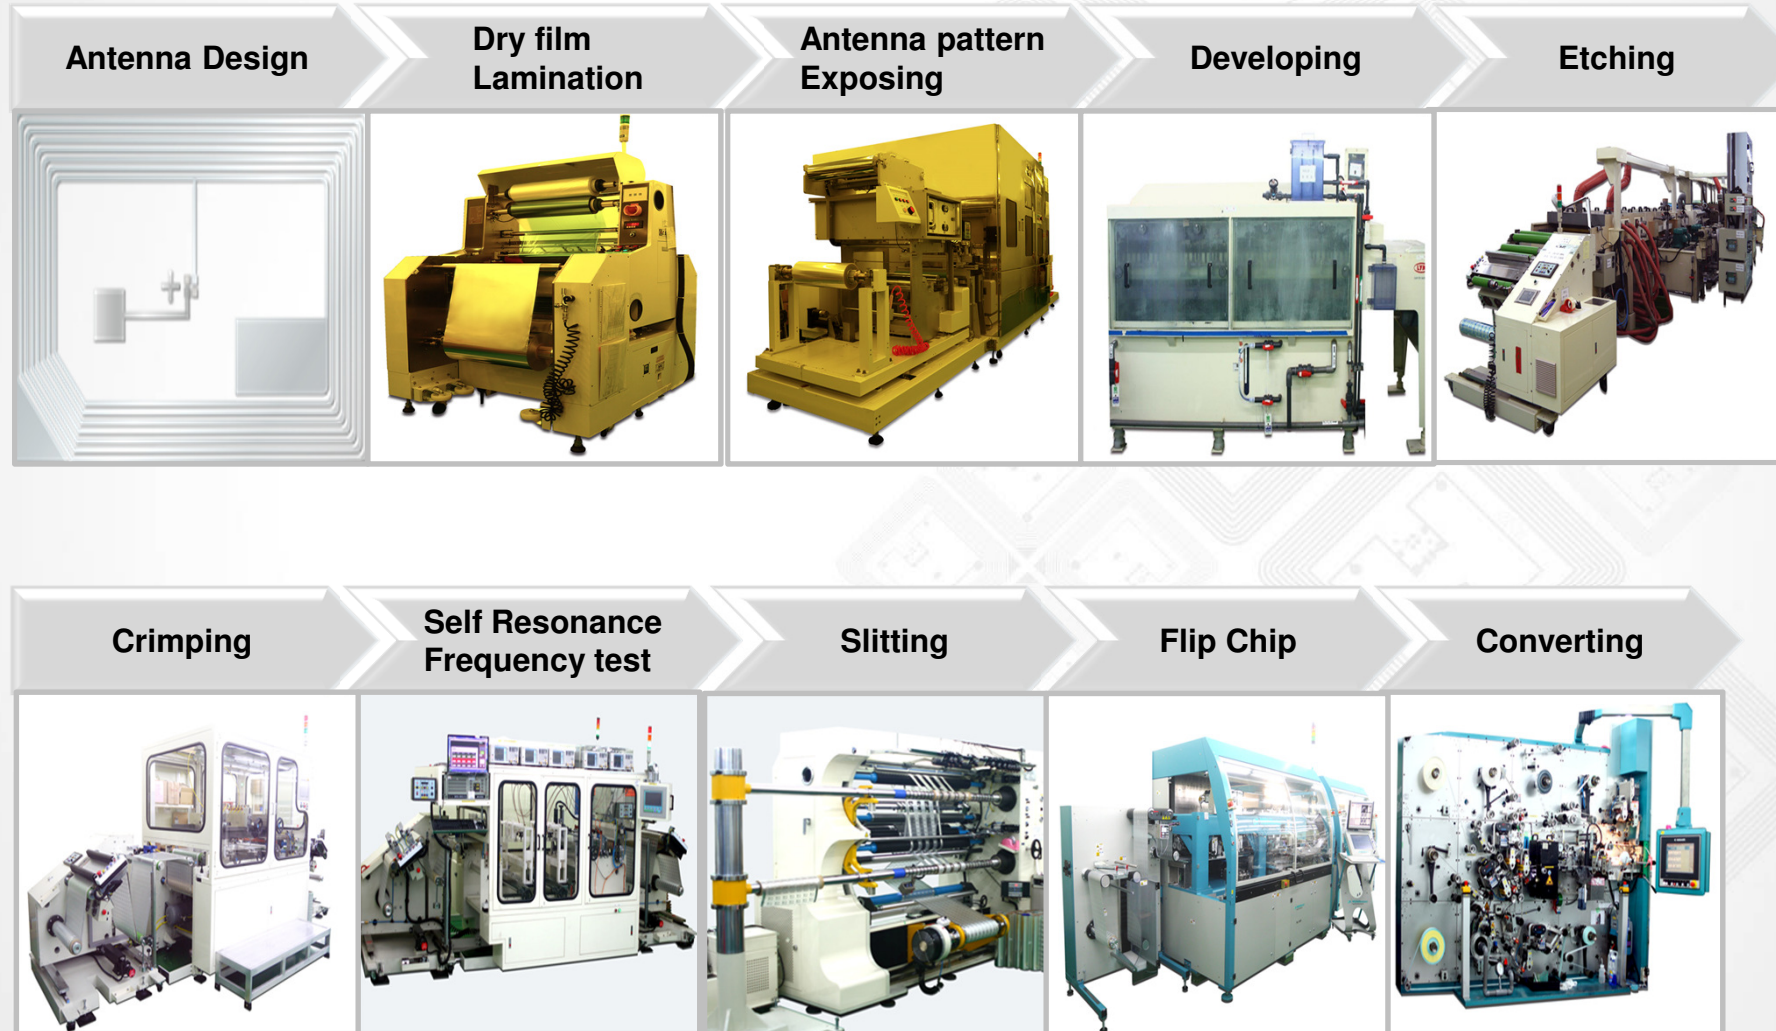 Antenna Design
Dry film
Lamination
Antenna pattern
Exposing
Developing
Etching
Crimping
Self Resonance
Frequency test
Slitting
Flip Chip
Converting